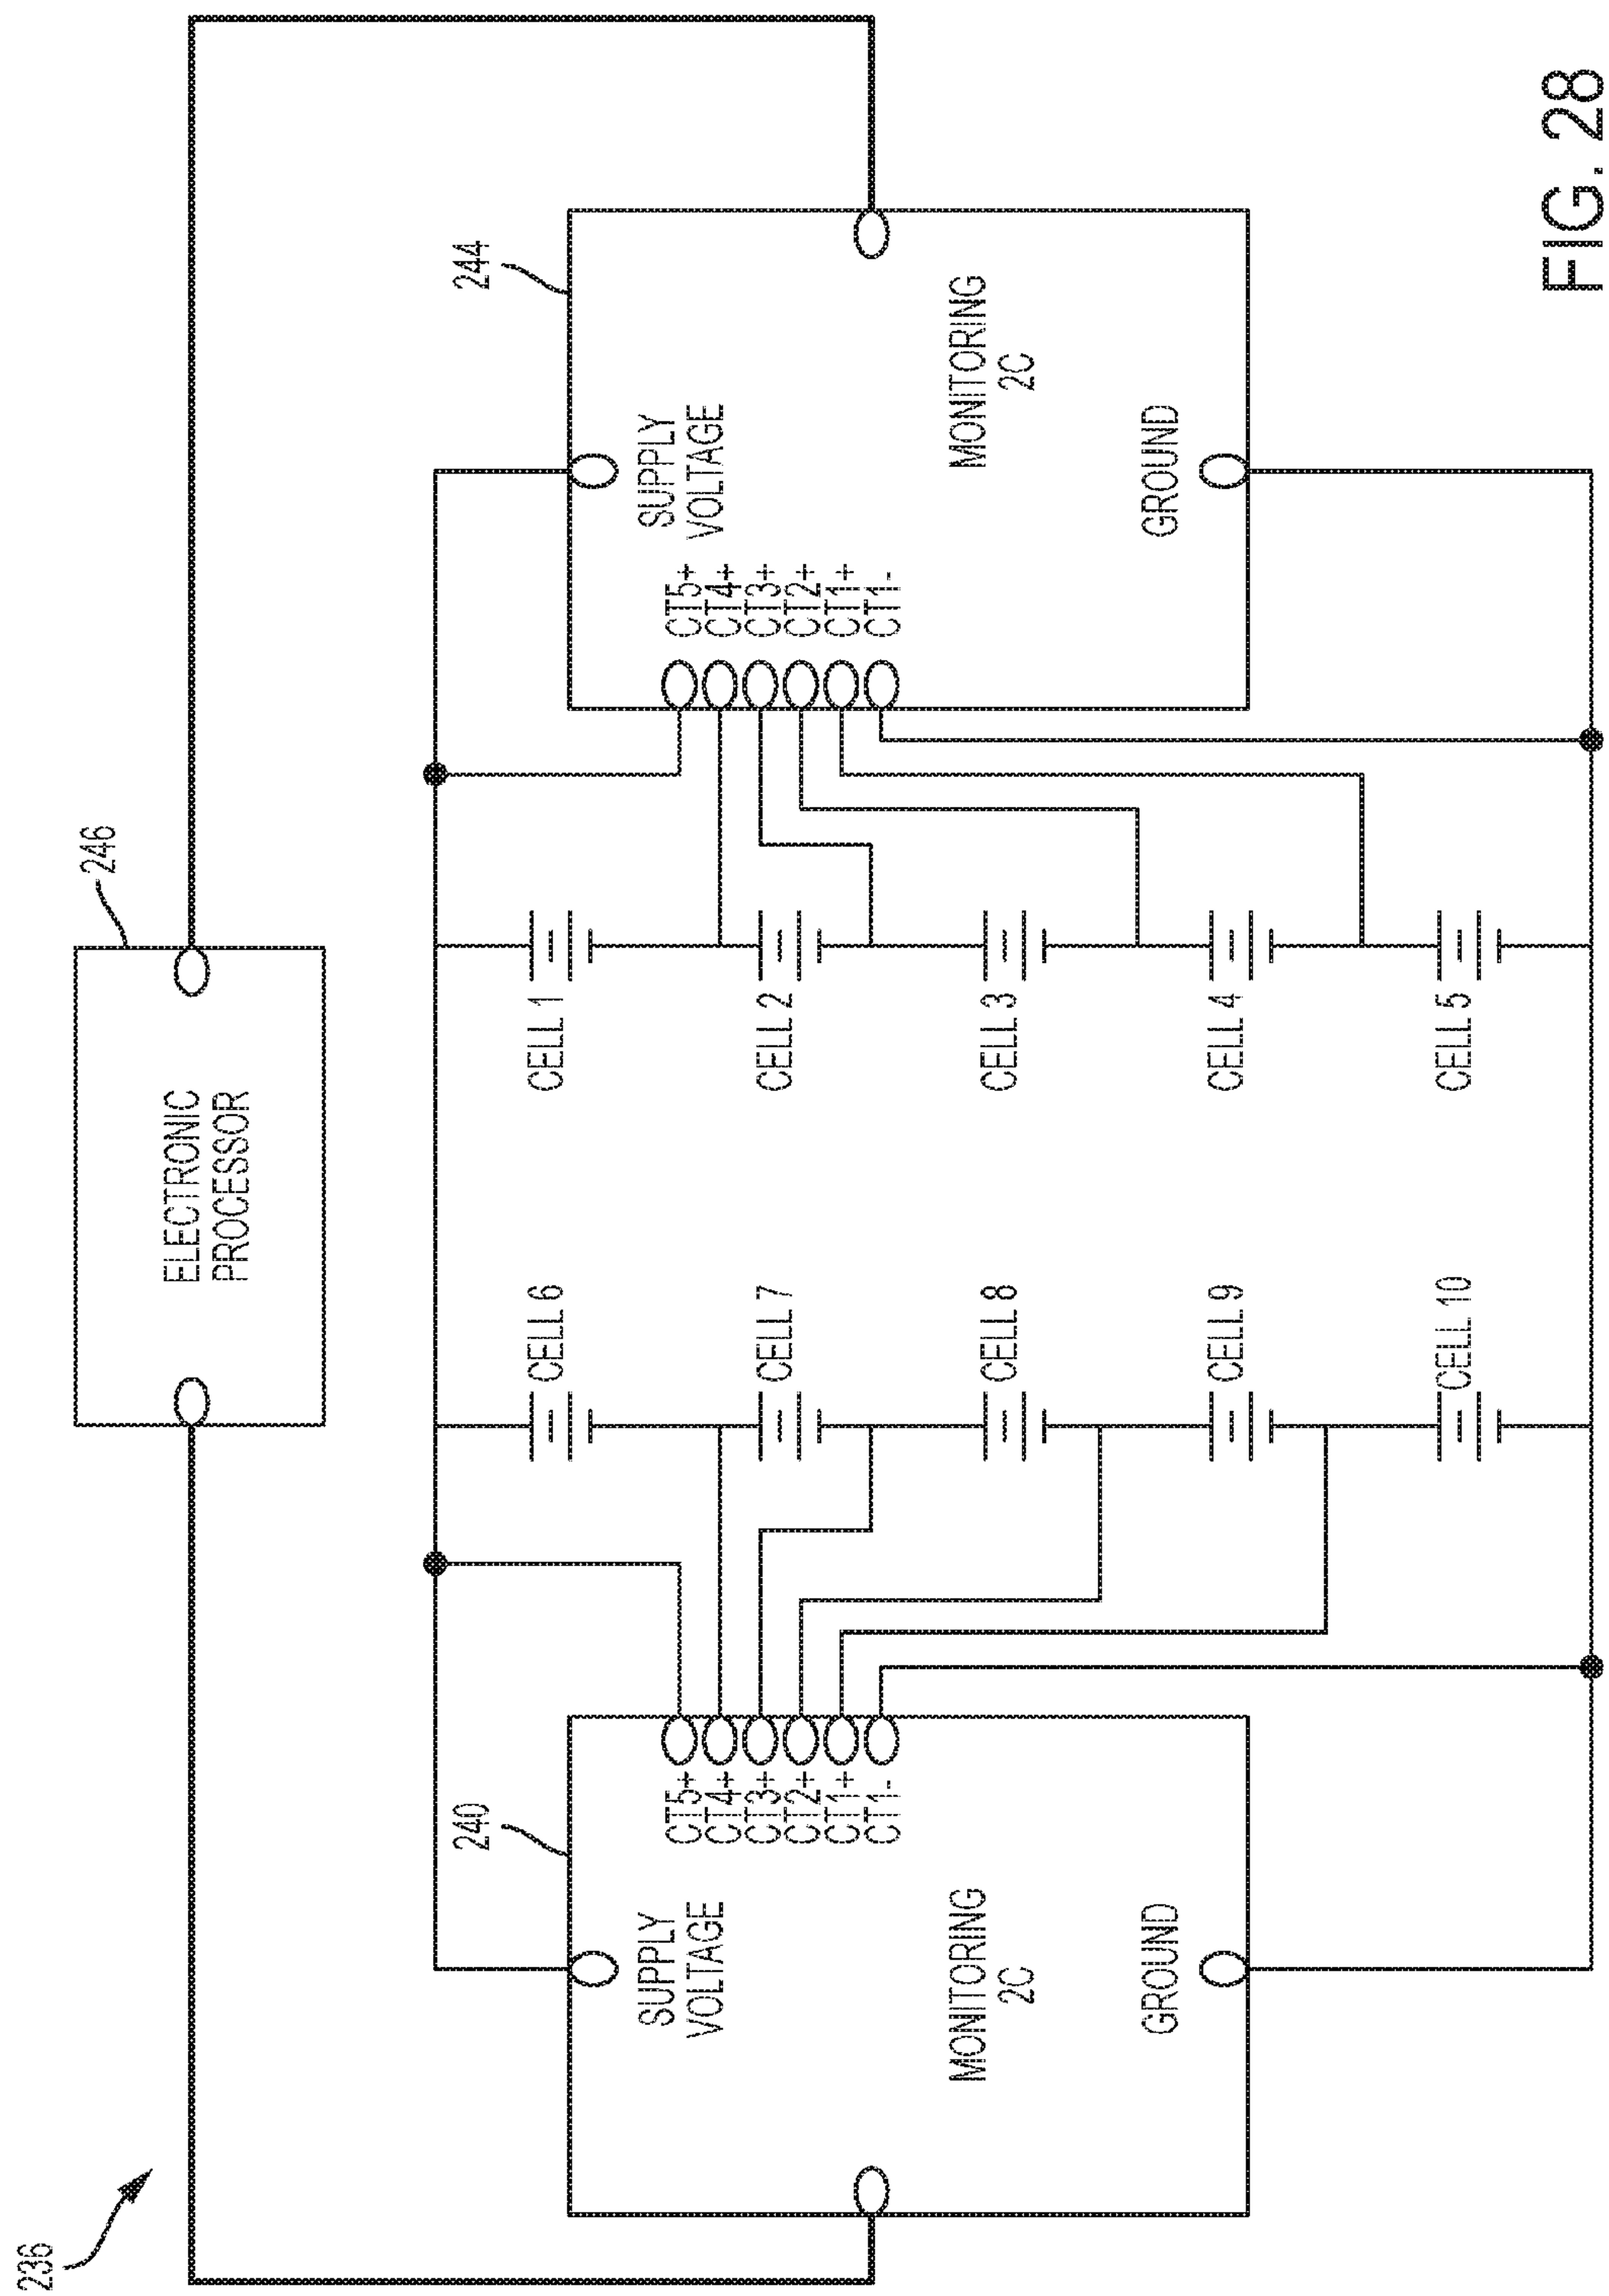 236
246
ELECTRONIC
PROCESSOR
240
SUPPLY
VOLTAGE
CT5+
CT4+
CT3+
CT2+
CT1+
CT1-
MONITORING
2C
GROUND
CELL 6
CELL 7
CELL 8
CELL 9
CELL 10
CELL 1
CELL 2
CELL 3
CELL 4
CELL 5
244
SUPPLY
VOLTAGE
CT5+
CT4+
CT3+
CT2+
CT1+
CT1-
MONITORING
2C
GROUND
FIG. 28